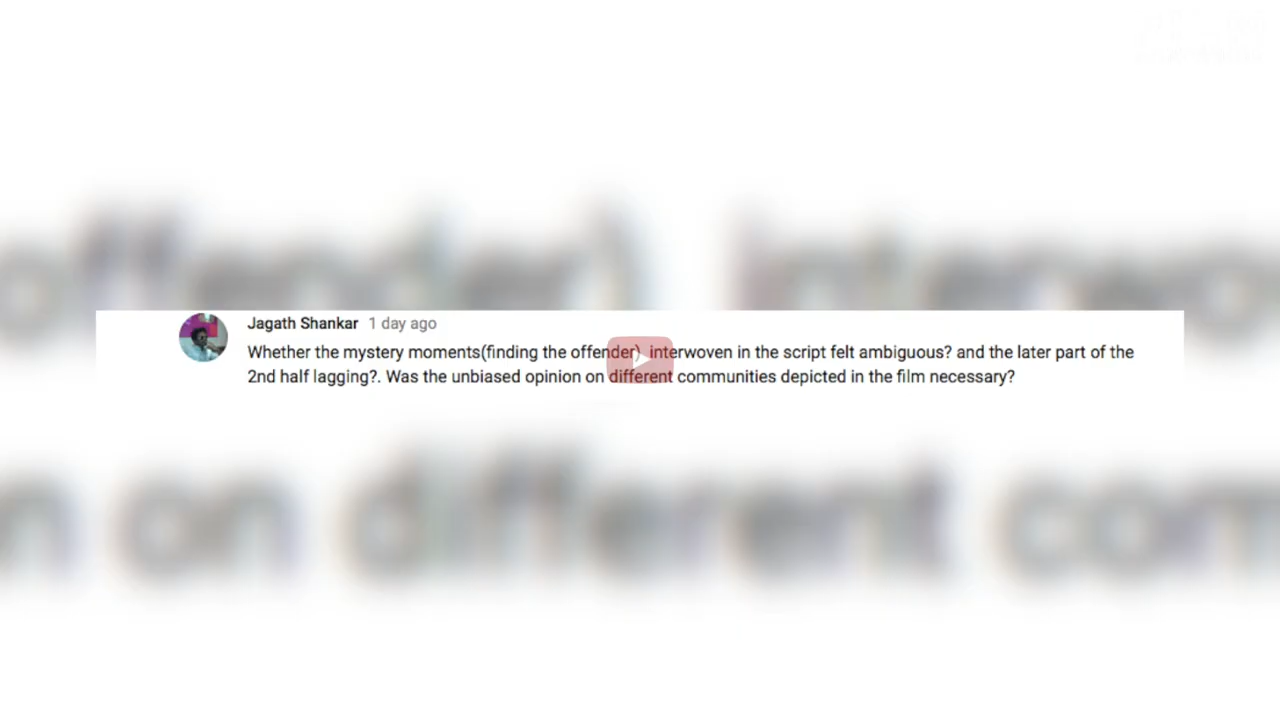 Jagath Shankar 1 day ago
Whether the mystery moments(finding the offender) interwoven in the script felt ambiguous? and the later part of the
2nd half lagging?. Was the unbiased opinion on different communities depicted in the film necessary?